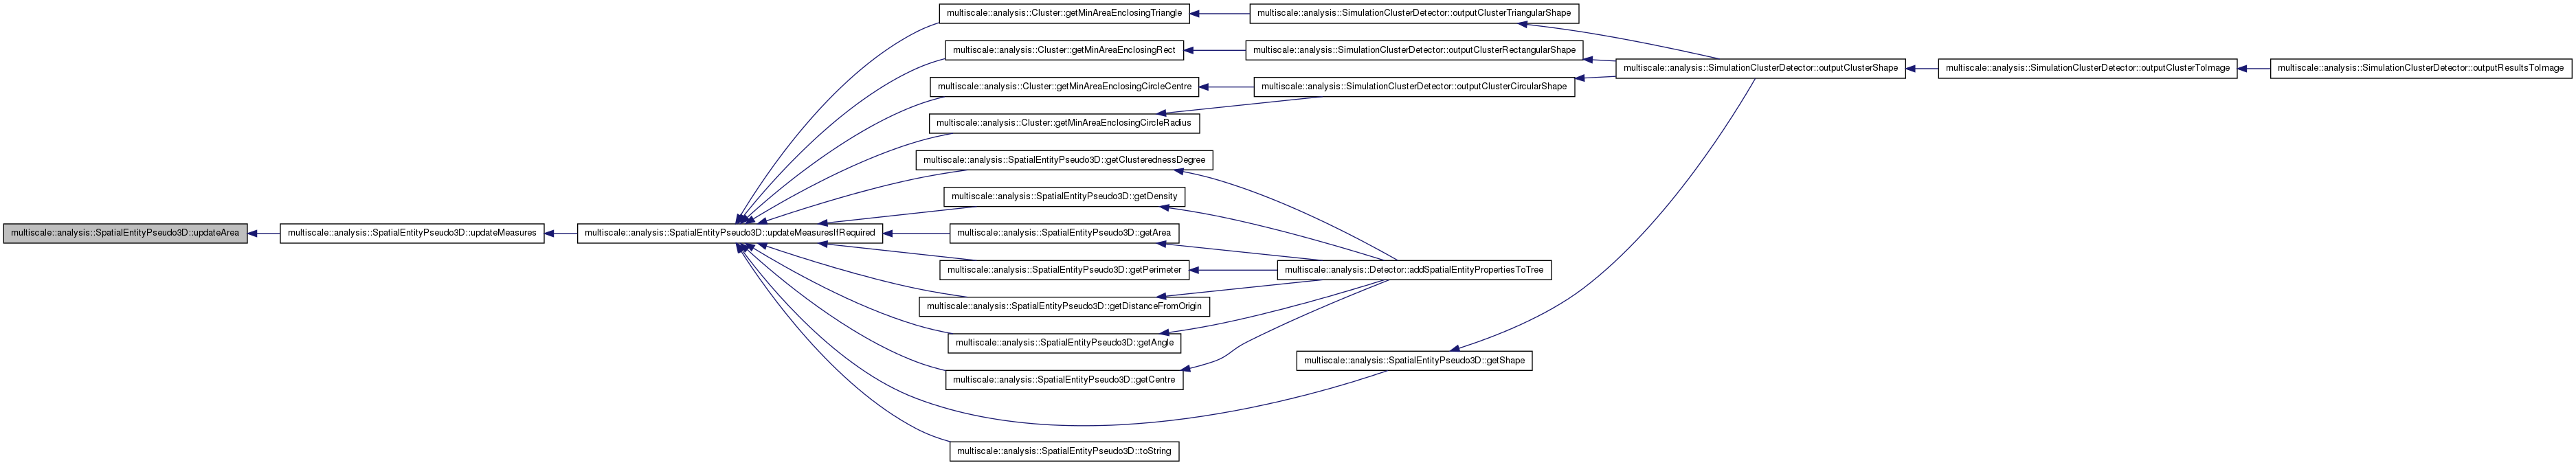 multiscale::analysis::Cluster::getMinAreaEnclosingTriangle
multiscale::analysis::SimulationClusterDetector::outputClusterTriangularShape
multiscale::analysis::Cluster::getMinAreaEnclosingRect
multiscale::analysis::SimulationClusterDetector::outputClusterRectangularShape
multiscale::analysis::SimulationClusterDetector::outputClusterShape
multiscale::analysis::SimulationClusterDetector::outputClusterToImage
multiscale::analysis::SimulationClusterDetector::outputResultsToImage
multiscale::analysis::Cluster::getMinAreaEnclosingCircleCentre
multiscale::analysis::SimulationClusterDetector::outputClusterCircularShape
multiscale::analysis::Cluster::getMinAreaEnclosingCircleRadius
multiscale::analysis::SpatialEntityPseudo3D::getClusterednessDegree
multiscale::analysis::SpatialEntityPseudo3D::getDensity
multiscale::analysis::SpatialEntityPseudo3D::updateArea
multiscale::analysis::SpatialEntityPseudo3D::updateMeasures
multiscale::analysis::SpatialEntityPseudo3D::updateMeasuresIfRequired
multiscale::analysis::SpatialEntityPseudo3D::getArea
multiscale::analysis::SpatialEntityPseudo3D::getPerimeter
multiscale::analysis::Detector::addSpatialEntityPropertiesToTree
multiscale::analysis::SpatialEntityPseudo3D::getDistanceFromOrigin
multiscale::analysis::SpatialEntityPseudo3D::getAngle
multiscale::analysis::SpatialEntityPseudo3D::getShape
multiscale::analysis::SpatialEntityPseudo3D::getCentre
multiscale::analysis::SpatialEntityPseudo3D::toString